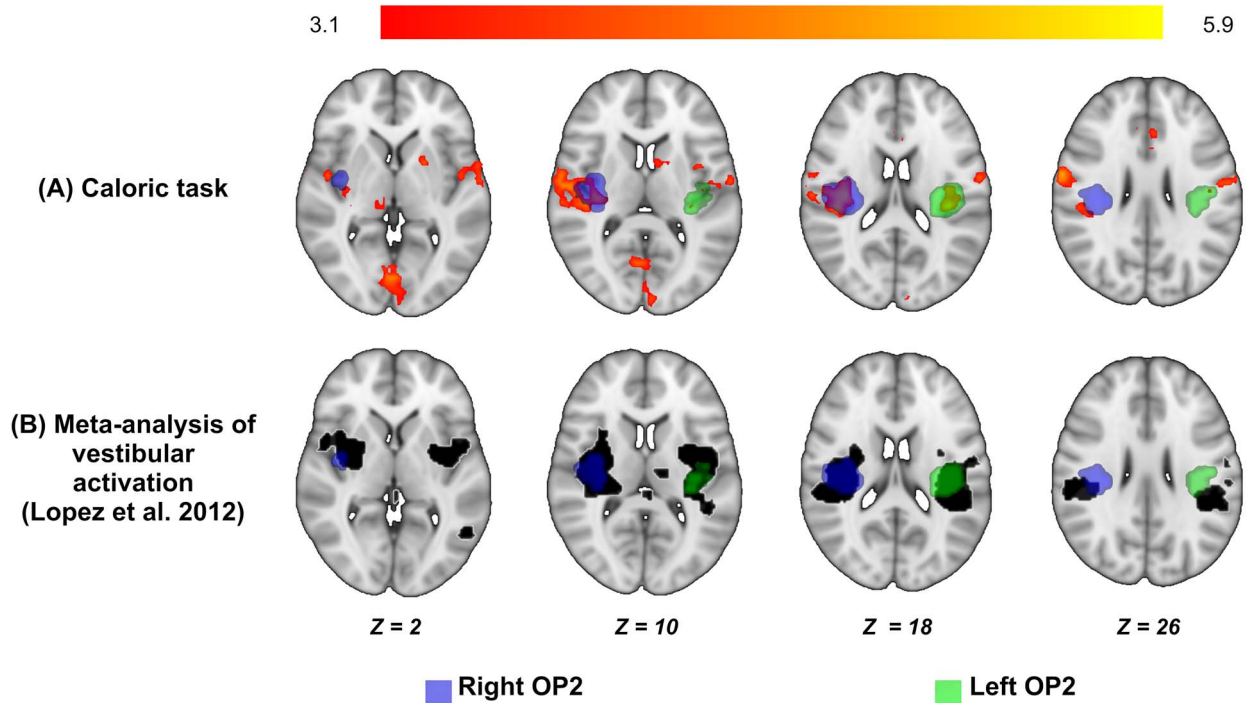 3.1 5.9
(A) Caloric task
(B) Meta-analysis of
vestibular
activation
(Lopez et al. 2012)
Z = 2 Z = 10 Z = 18 Z = 26
Right OP2 Left OP2